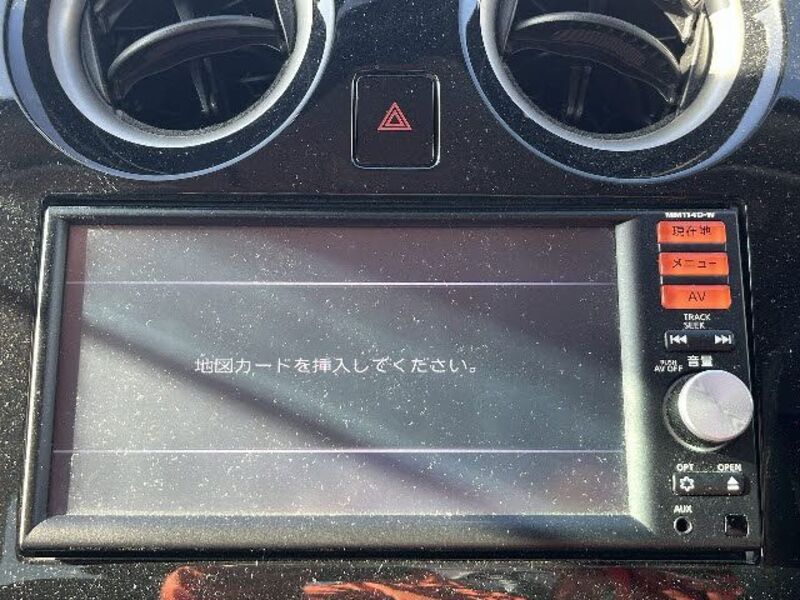 MM114D-W
現在地
メニュー
AV
TRACK
SEEK
地図カードを挿入してください。
PUSH
AV OFF
音量
OPT
OPEN
AUX